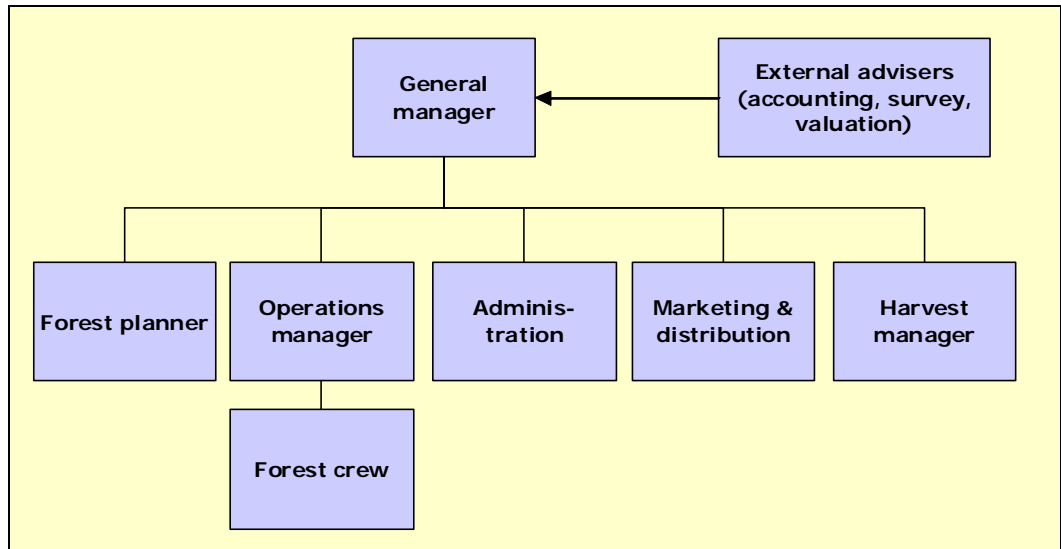 General
manager
External advisers
(accounting, survey,
valuation)
Forest planner
Operations
manager
Adminis-
tration
Marketing &
distribution
Harvest
manager
Forest crew